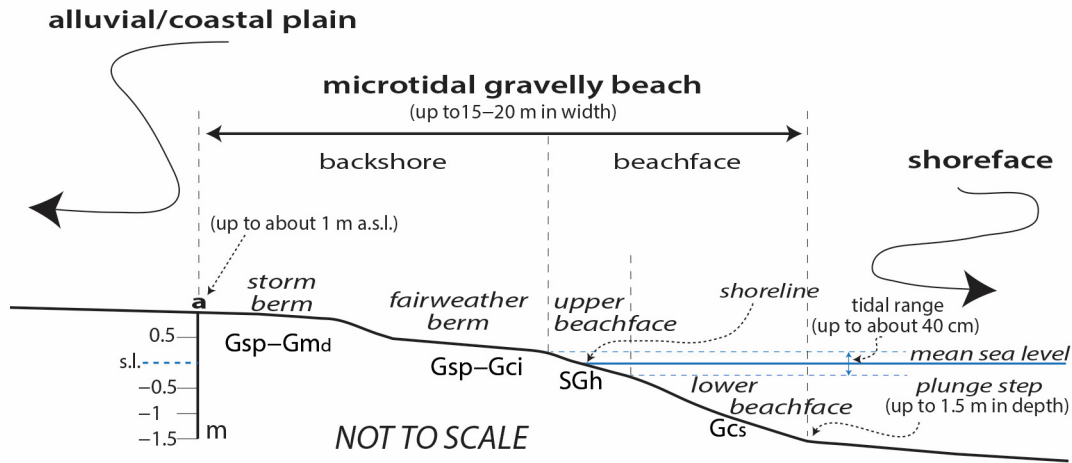 alluvial/coastal plain
microtidal gravelly beach
(up to15–20 m in width)
backshore
beachface
shoreface
(up to about 1 m a.s.l.)
a
storm
berm
fairweather
berm
upper
beachface
shoreline
tidal range
(up to about 40 cm)
mean sea level
0.5
s.l.
−0.5
−1
−1.5
m
Gsp–Gmd
Gsp–Gci
SGh
lower
beachface
Gcs
plunge step
(up to 1.5 m in depth)
NOT TO SCALE